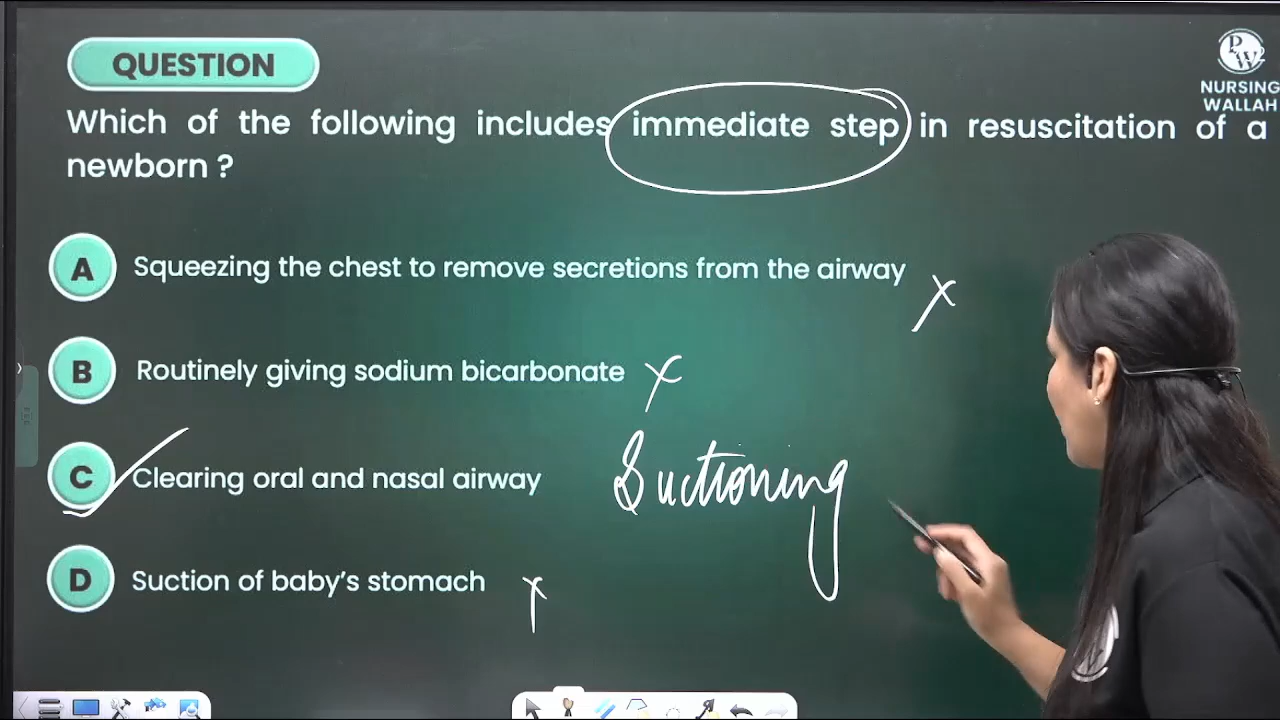 QUESTION
PW
NURSING
WALLAH
Which of the following includes immediate step in resuscitation of a
newborn ?
A Squeezing the chest to remove secretions from the airway
B Routinely giving sodium bicarbonate
C Clearing oral and nasal airway
Suctioning
D Suction of baby's stomach